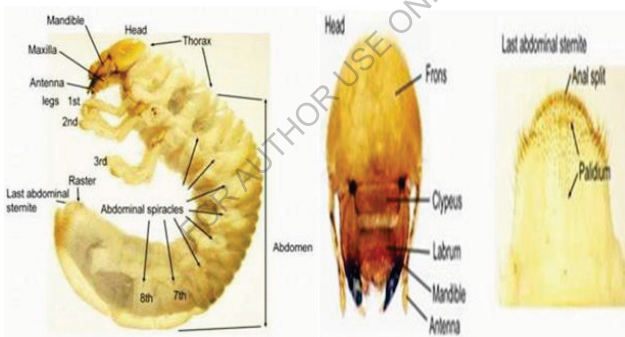 Mandible
Head
Maxilla
Thorax
Antenna
legs 1st
2nd
3rd
Raster
Last abdominal
sternite
Abdominal spiracles
Abdomen
8th
7th
Head
Frons
Clypeus
Labrum
Mandible
Antenna
Last abdominal sternite
Anal split
Palidium
FOR AUTHOR USE ONL